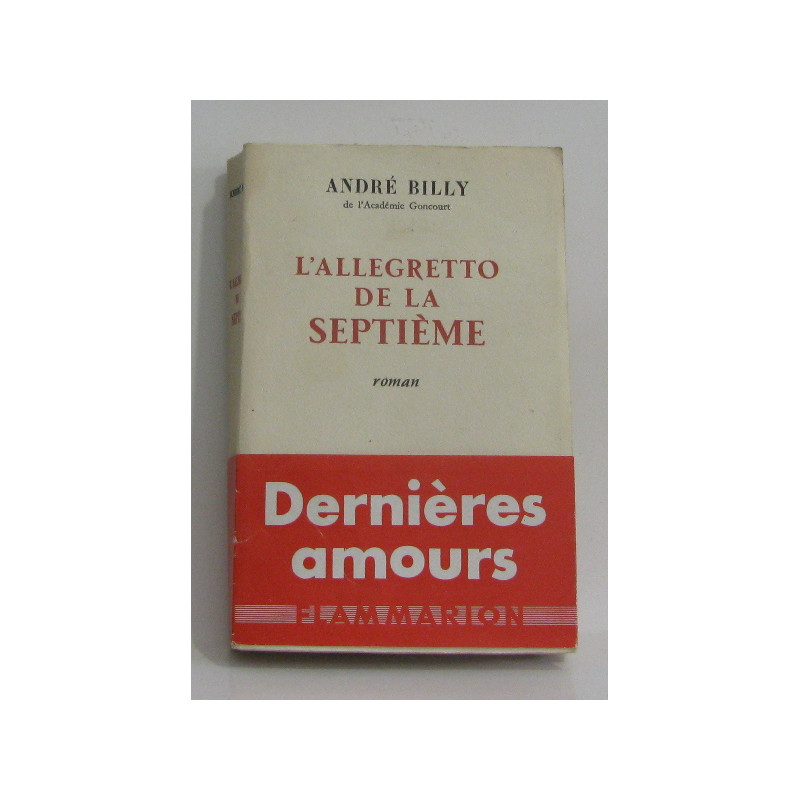 ANDRÉ BILLY
de l'Académie Goncourt
L'ALLEGRETTO
DE LA
SEPTIÈME
roman
Dernières
amours
FLAMMARION